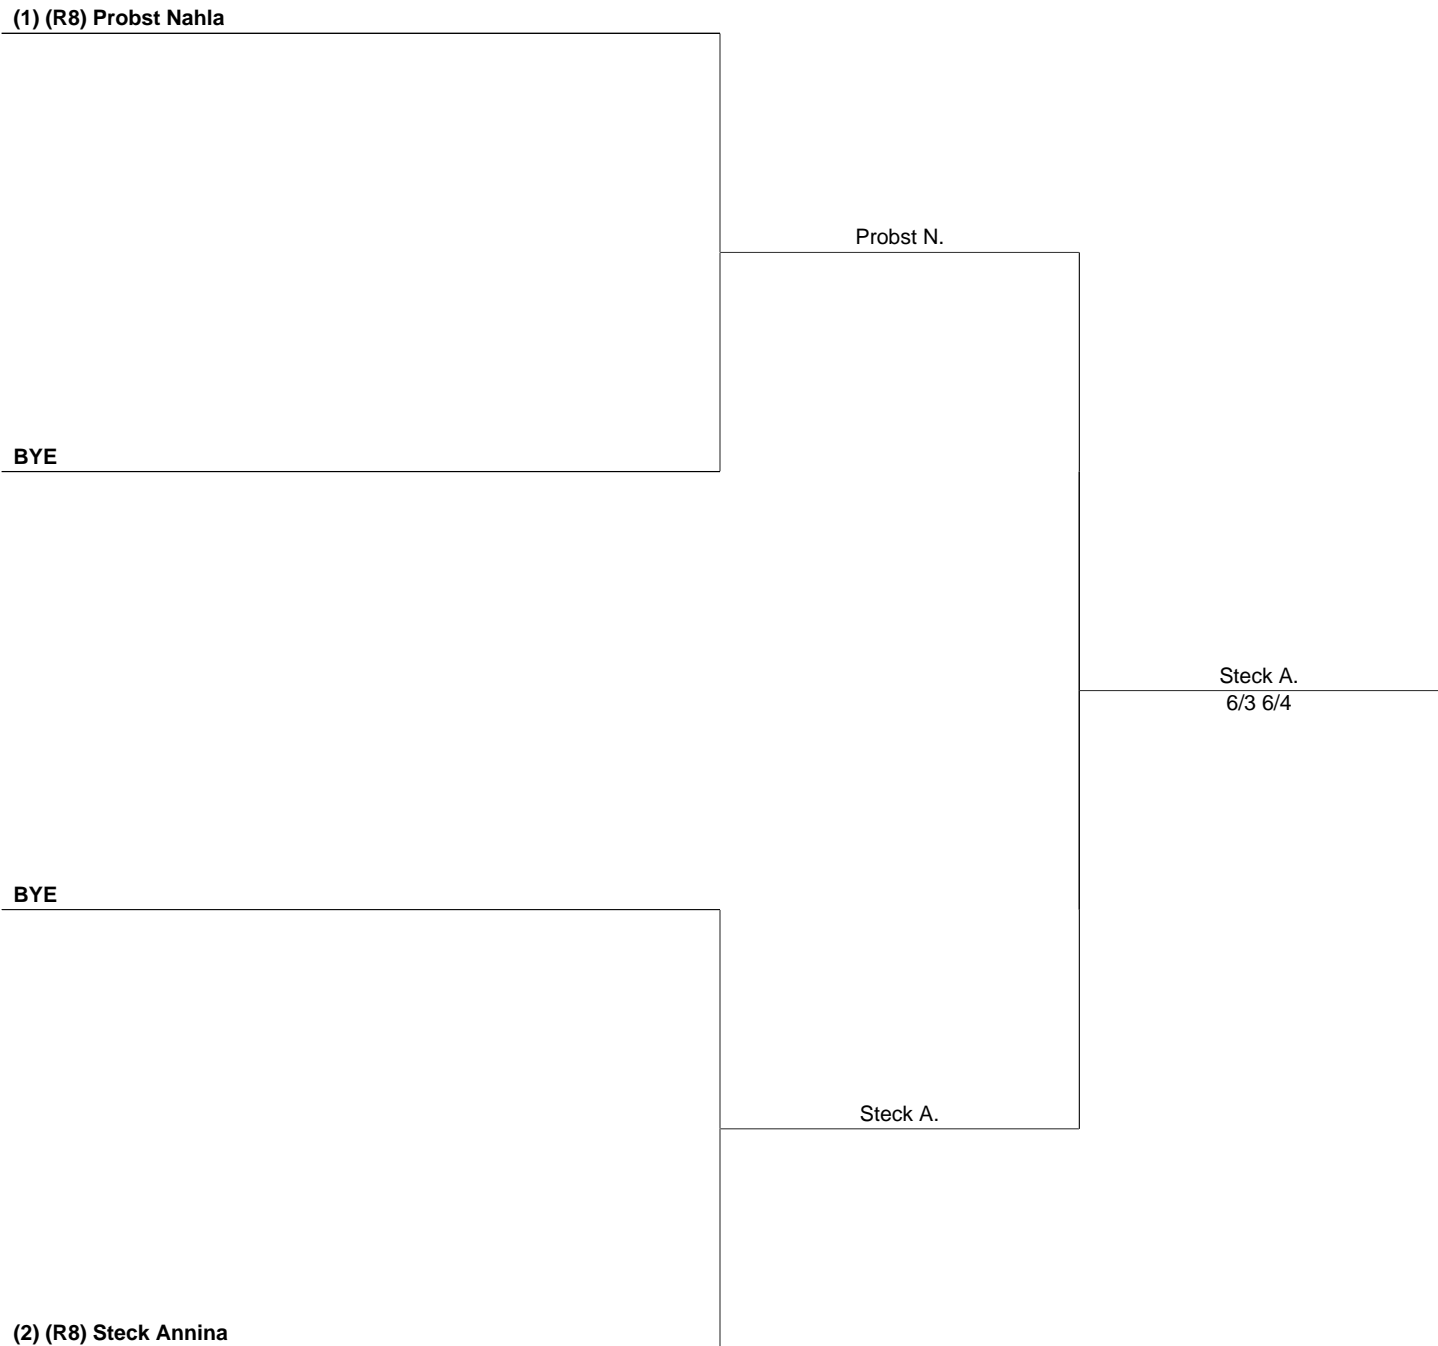 (1) (R8) Probst Nahla
Probst N.
BYE
Steck A.
6/3 6/4
BYE
Steck A.
(2) (R8) Steck Annina